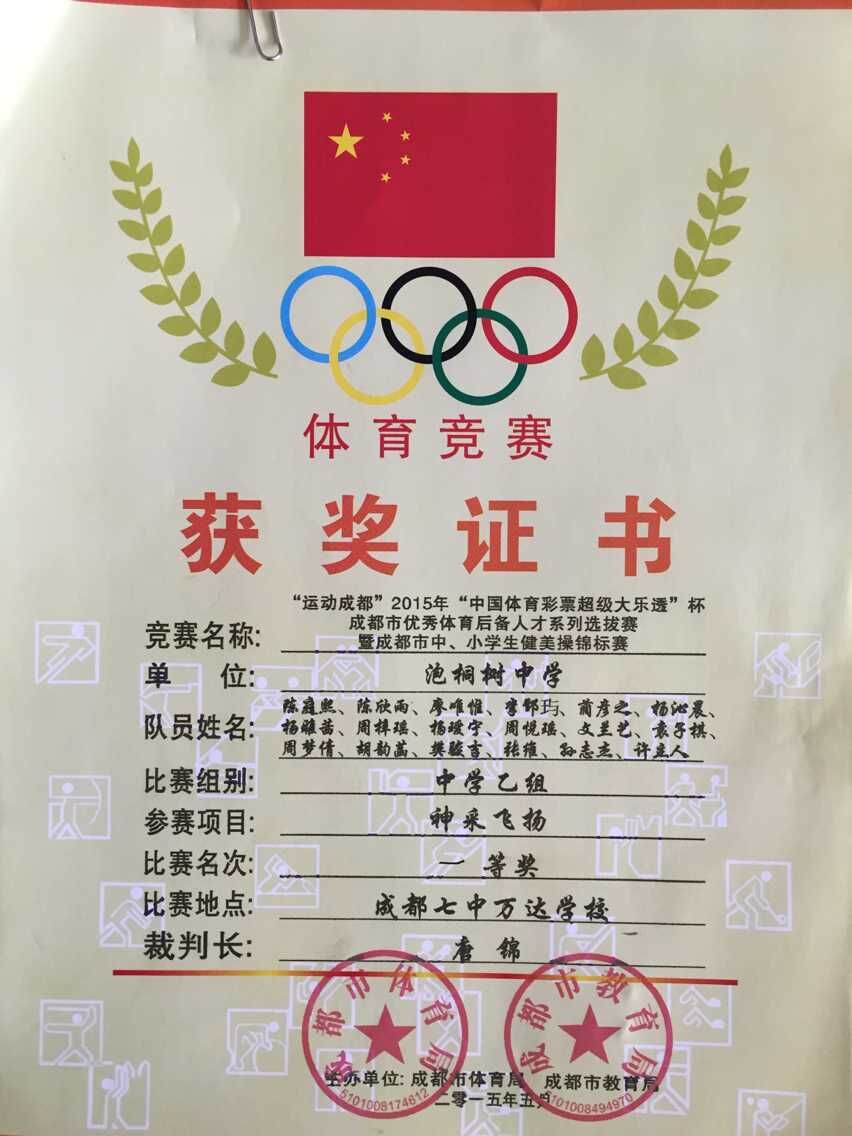 体育竞赛
获奖证书
“运动成都”2015年“中国体育彩票超级大乐透”杯
成都市优秀体育后备人才系列选拔赛
竞赛名称: 暨成都市中、小学生健美操锦标赛
单 位: 泡桐树中学
陈庭熙、陈欣雨、廖唯惟、李郜玙、蔺彦之、杨沁晨、
队员姓名: 杨雅茜、周梓瑶、杨瑷宁、周悦瑶、文兰艺、袁子棋、
周梦倩、胡韵菡、樊骏言、张维、孙志杰、许立人
比赛组别: 中学乙组
参赛项目: 神采飞扬
比赛名次: 一等奖
比赛地点: 成都七中万达学校
裁判长: 唐锦
成都市体育局
5101008174612
成都市教育局
5101008494970
主办单位: 成都市体育局 成都市教育局
二零一五年五月